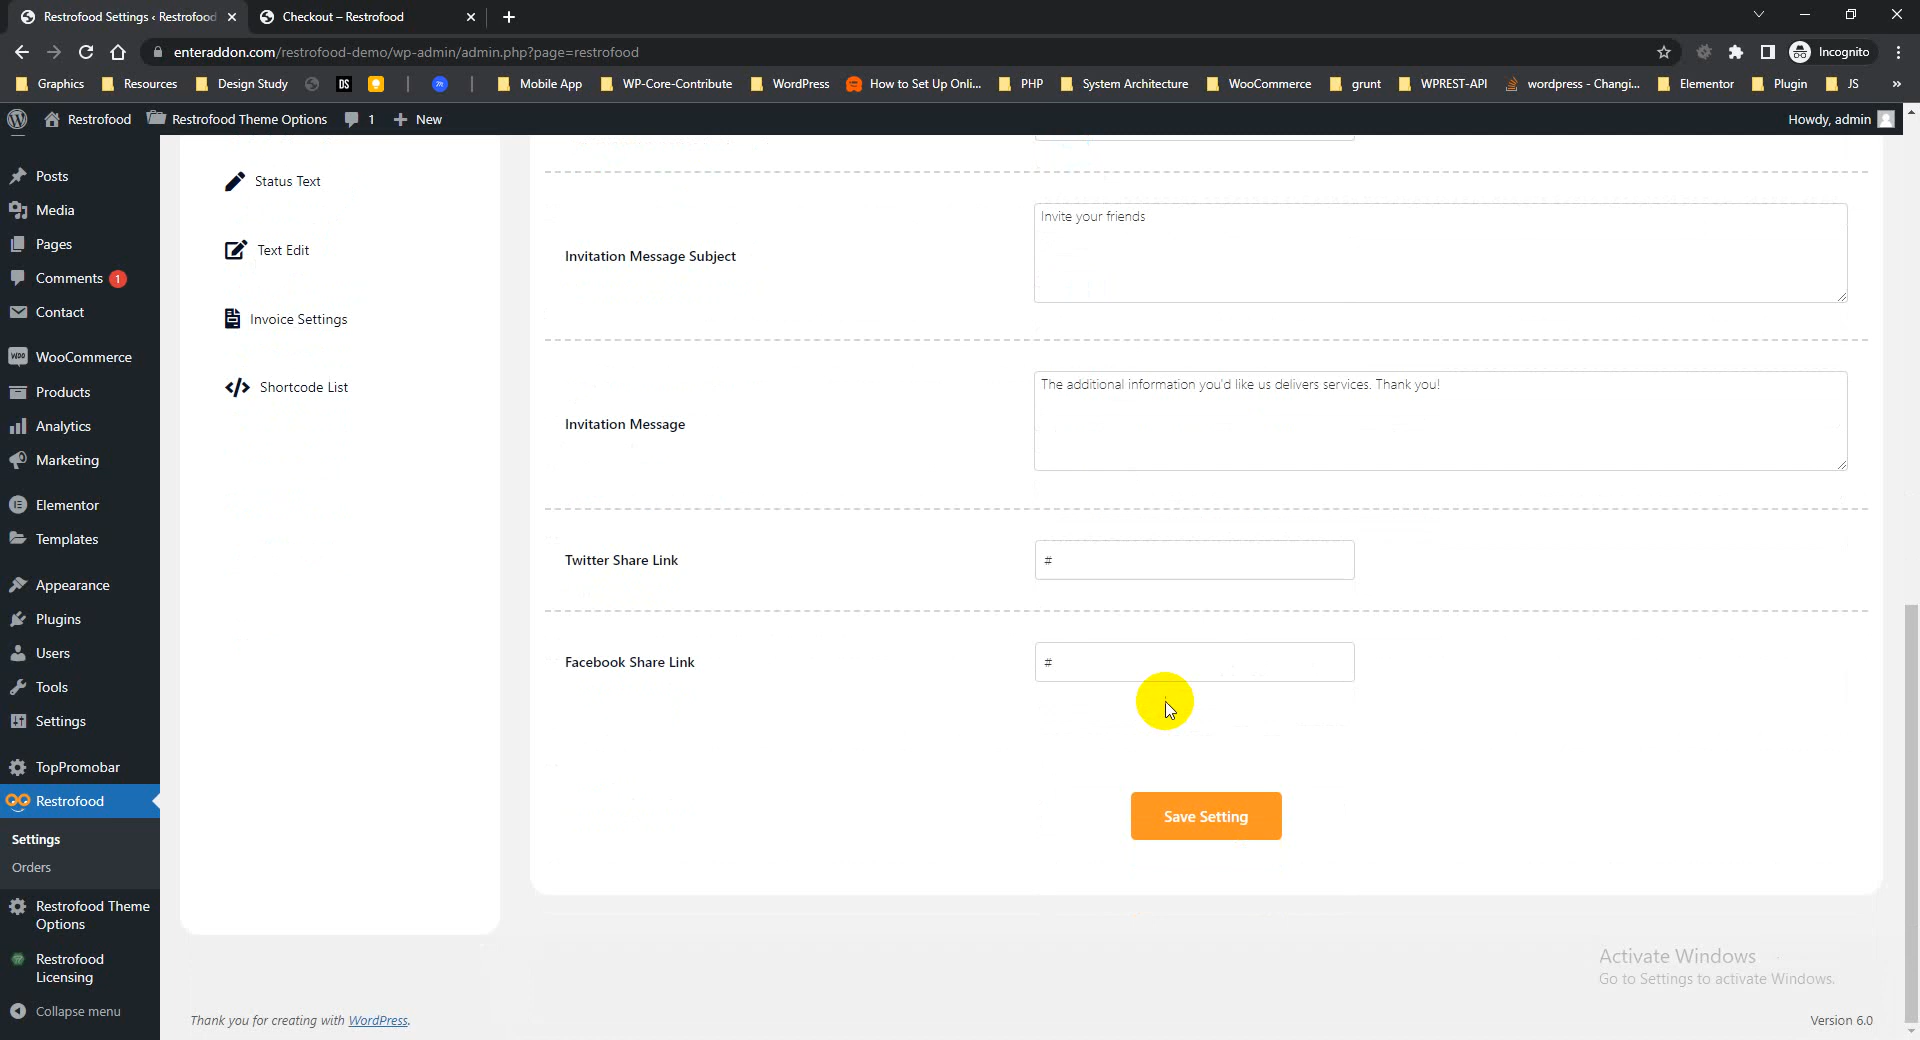 Restrofood Settings ‹ Restrofood
Checkout – Restrofood
enteraddon.com/restrofood-demo/wp-admin/admin.php?page=restrofood
Incognito
Graphics
Resources
Design Study
DS
Mobile App
WP-Core-Contribute
WordPress
How to Set Up Onli...
PHP
System Architecture
WooCommerce
grunt
WPREST-API
wordpress - Changi...
Elementor
Plugin
JS
»
Restrofood
Restrofood Theme Options
1
New
Howdy, admin
Posts
Media
Pages
Comments 1
Contact
WooCommerce
Products
Analytics
Marketing
Elementor
Templates
Appearance
Plugins
Users
Tools
Settings
TopPromobar
Restrofood
Settings
Orders
Restrofood Theme
Options
Restrofood
Licensing
Collapse menu
Status Text
Text Edit
Invoice Settings
Shortcode List
Invitation Message Subject
Invite your friends
Invitation Message
The additional information you'd like us delivers services. Thank you!
Twitter Share Link
#
Facebook Share Link
#
Save Setting
Activate Windows
Go to Settings to activate Windows.
Thank you for creating with WordPress.
Version 6.0